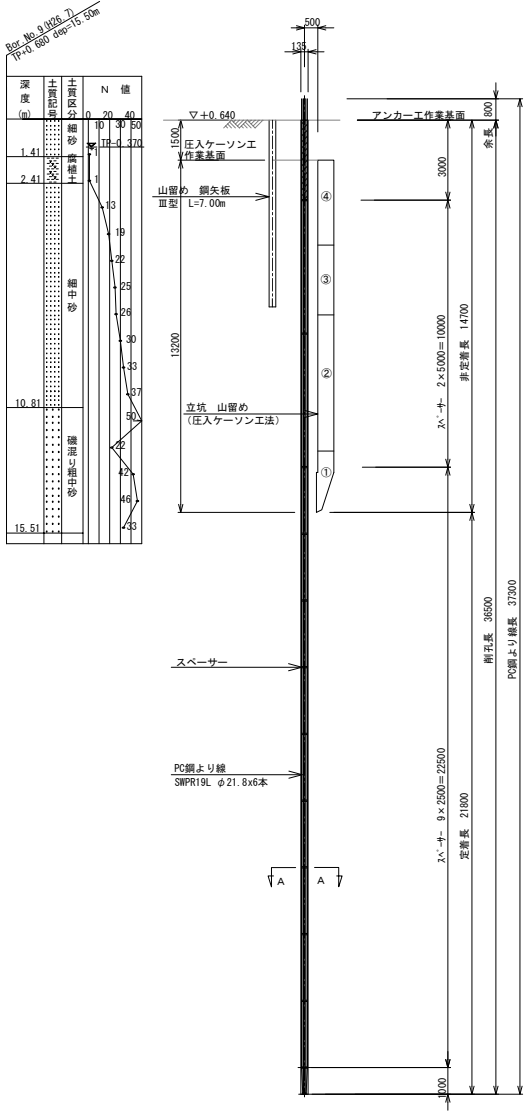 Bor.No.9(H26.7)
TP+0.680 dep=15.50m
深度(m)
土質記号
土質区分
N 値
0 10 20 30 40 50
細砂
TP-0.370
1
1.41
腐植土
2.41
1
13
19
22
25
26
30
33
37
細中砂
10.81
50
22
42
46
33
礫混り粗中砂
15.51
500
135
▽+0.640
アンカー工作業基面
1500
圧入ケーソン工
作業基面
山留め 鋼矢板
Ⅲ型 L=7.00m
13200
立坑 山留め
(圧入ケーソン工法)
④
③
②
①
スペーサー
PC鋼より線
SWPR19L φ21.8x6本
A A
3000
スペーサー 2×5000=10000
スペーサー 9×2500=22500
1000
非定着長 14700
定着長 21800
余長 800
削孔長 36500
PC鋼より線長 37300